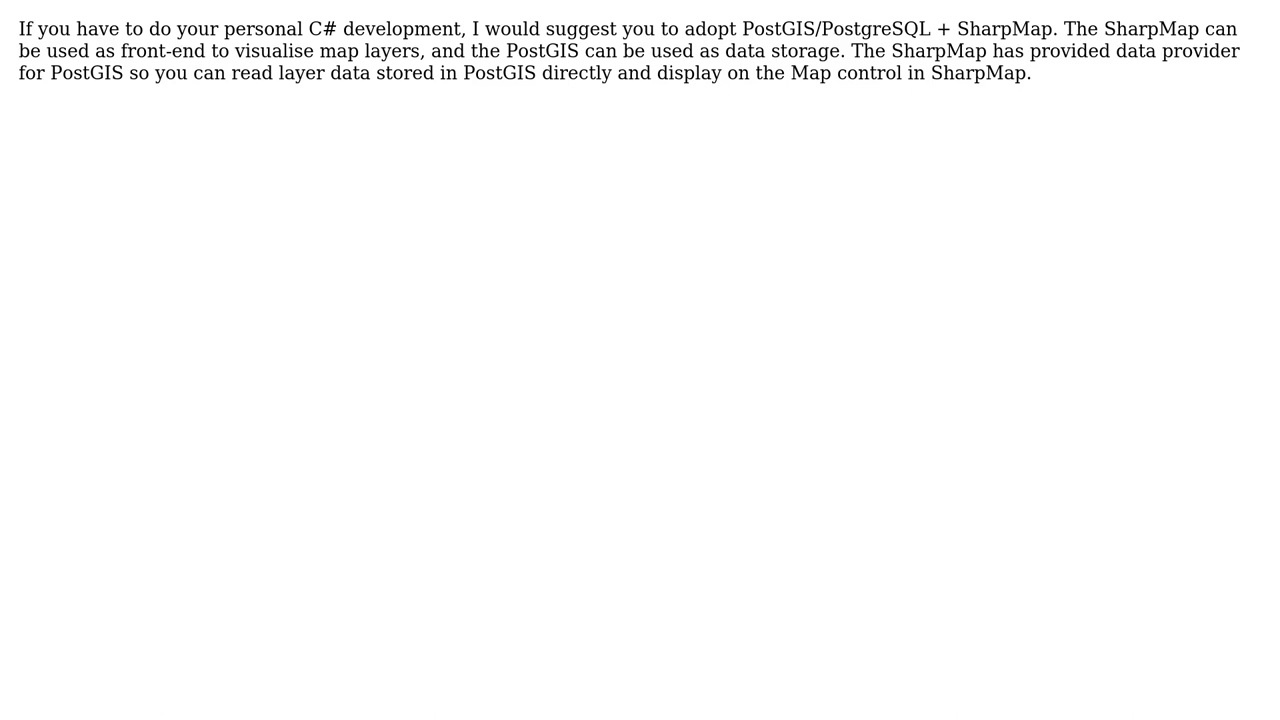 If you have to do your personal C# development, I would suggest you to adopt PostGIS/PostgreSQL + SharpMap. The SharpMap can
be used as front-end to visualise map layers, and the PostGIS can be used as data storage. The SharpMap has provided data provider
for PostGIS so you can read layer data stored in PostGIS directly and display on the Map control in SharpMap.